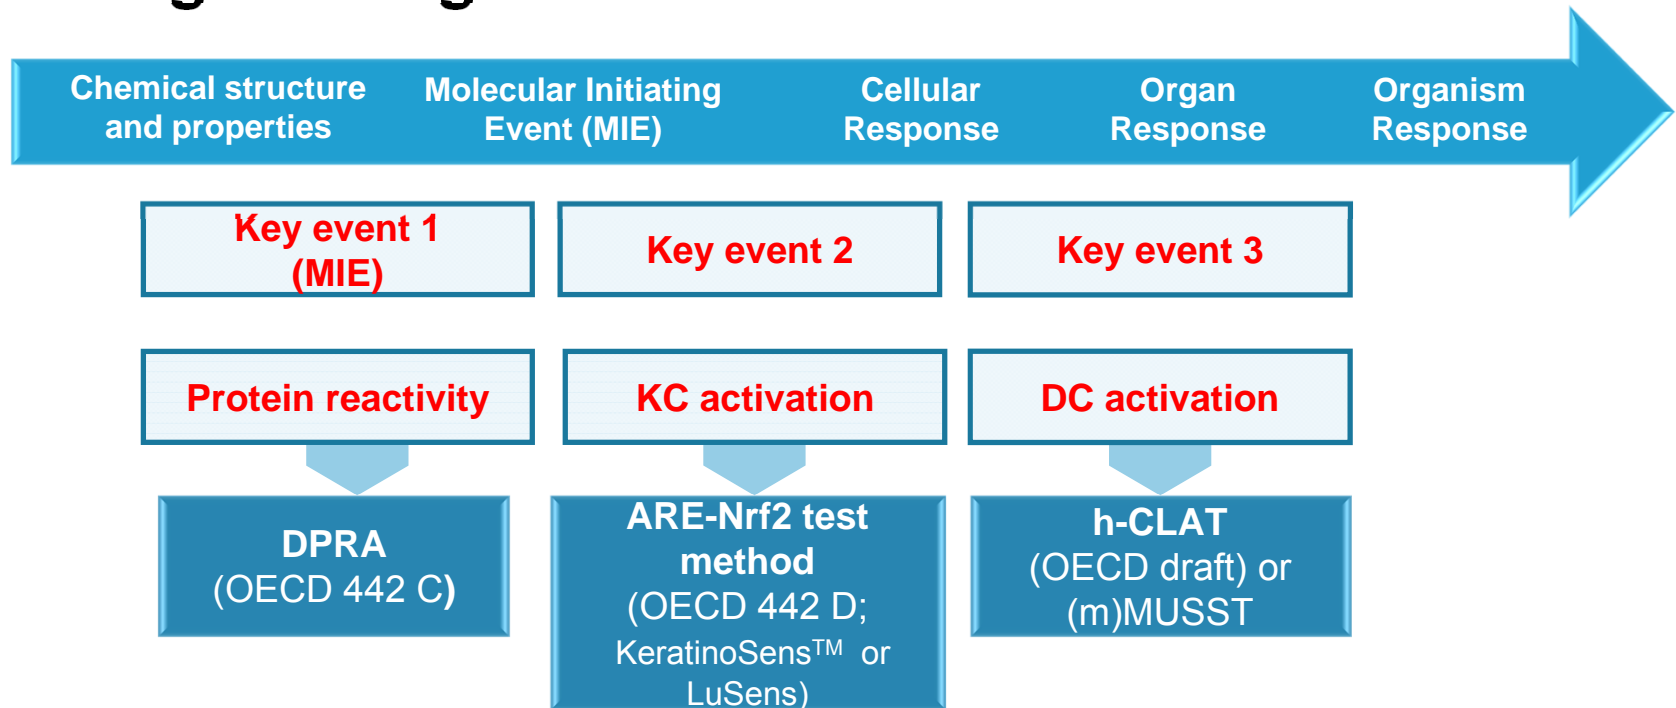 Chemical structure
and properties
Molecular Initiating
Event (MIE)
Cellular
Response
Organ
Response
Organism
Response
Key event 1
(MIE)
Key event 2
Key event 3
Protein reactivity
KC activation
DC activation
DPRA
(OECD 442 C)
ARE-Nrf2 test
method
(OECD 442 D;
KeratinoSens™ or
LuSens)
h-CLAT
(OECD draft) or
(m)MUSST